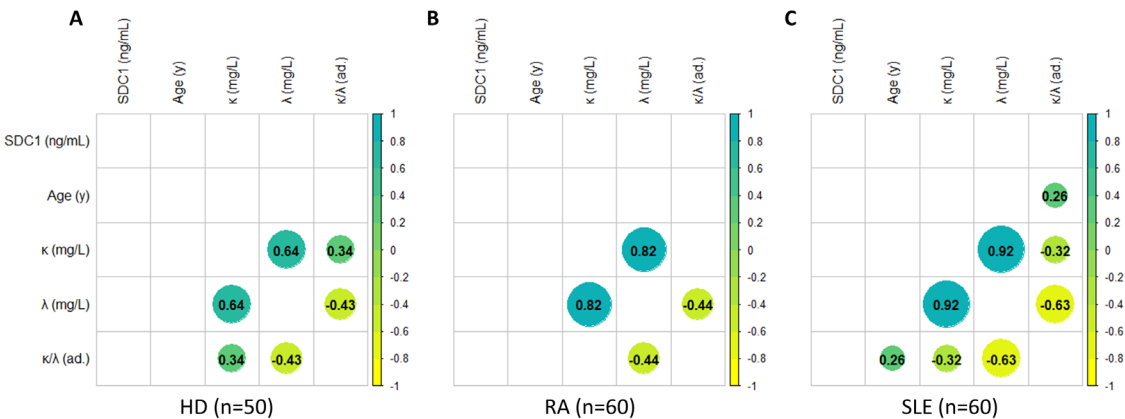 A
B
C
SDC1 (ng/mL)
Age (y)
κ (mg/L)
λ (mg/L)
κ/λ (ad.)
SDC1 (ng/mL)
Age (y)
κ (mg/L)
λ (mg/L)
κ/λ (ad.)
SDC1 (ng/mL)
Age (y)
κ (mg/L)
λ (mg/L)
κ/λ (ad.)
SDC1 (ng/mL)
Age (y)
κ (mg/L)
λ (mg/L)
κ/λ (ad.)
0.64 0.34
0.64 -0.43
0.34 -0.43
1
0.8
0.6
0.4
0.2
0
-0.2
-0.4
-0.6
-0.8
-1
0.82
0.82 -0.44
-0.44
1
0.8
0.6
0.4
0.2
0
-0.2
-0.4
-0.6
-0.8
-1
0.26
0.92 -0.32
0.92 -0.63
0.26 -0.32 -0.63
1
0.8
0.6
0.4
0.2
0
-0.2
-0.4
-0.6
-0.8
-1
HD (n=50)
RA (n=60)
SLE (n=60)